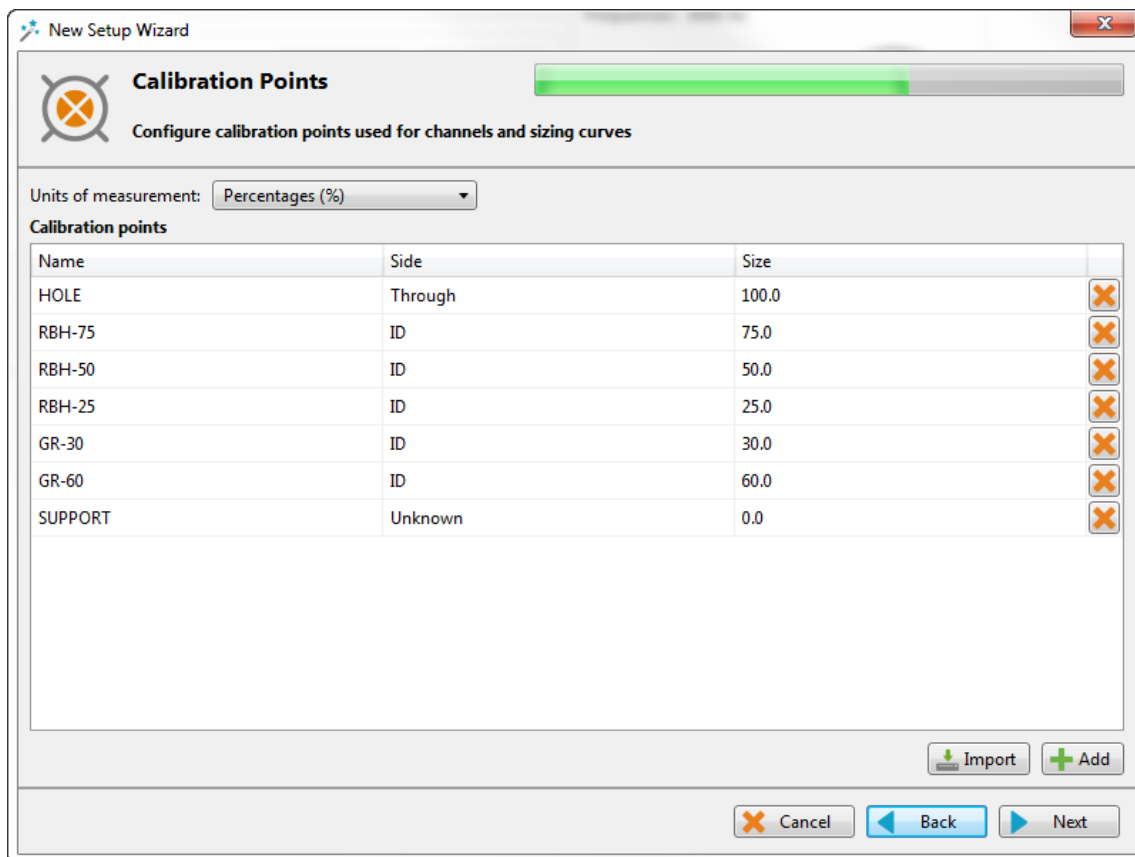 New Setup Wizard
Calibration Points
Configure calibration points used for channels and sizing curves
Units of measurement: Percentages (%)
Calibration points
Name Side Size
HOLE Through 100.0
RBH-75 ID 75.0
RBH-50 ID 50.0
RBH-25 ID 25.0
GR-30 ID 30.0
GR-60 ID 60.0
SUPPORT Unknown 0.0
Import Add
Cancel Back Next